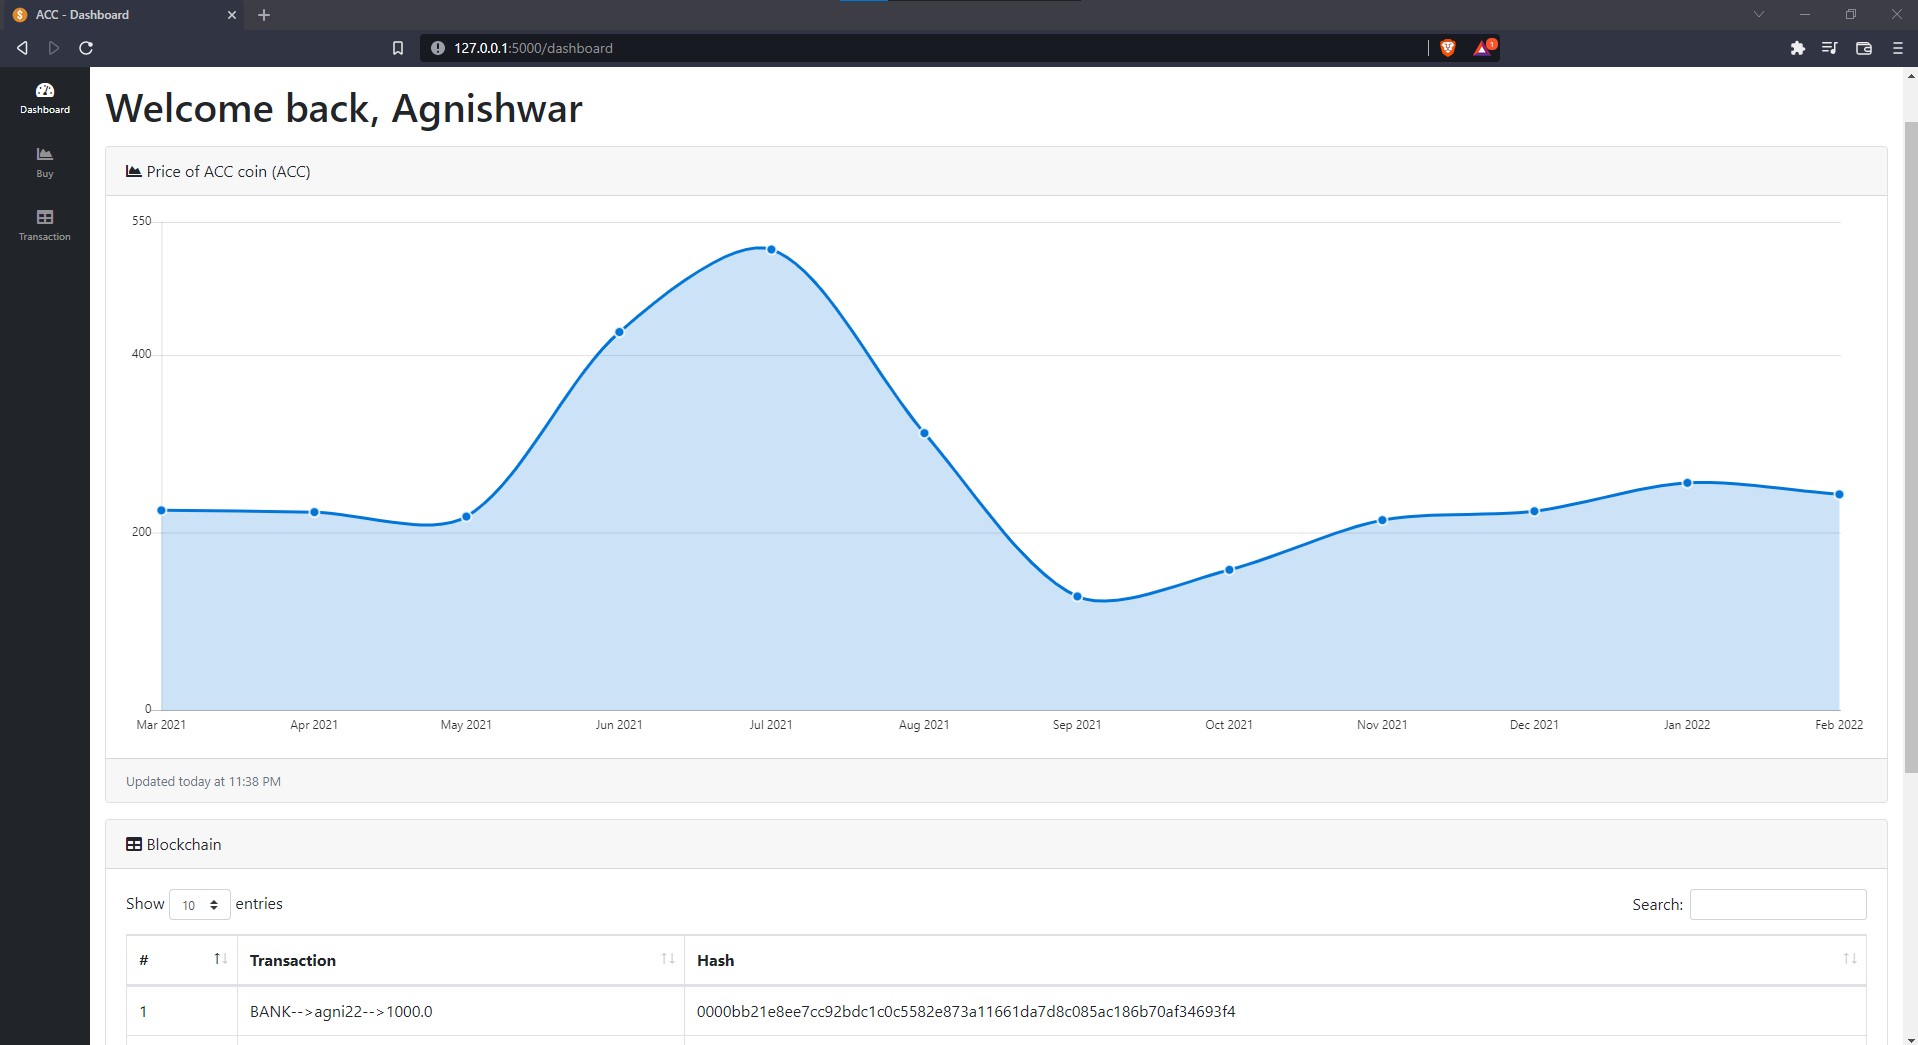 ACC - Dashboard
127.0.0.1:5000/dashboard
1
Dashboard
Buy
Transaction
Welcome back, Agnishwar
Price of ACC coin (ACC)
550
400
200
0
Mar 2021 Apr 2021 May 2021 Jun 2021 Jul 2021 Aug 2021 Sep 2021 Oct 2021 Nov 2021 Dec 2021 Jan 2022 Feb 2022
Updated today at 11:38 PM
Blockchain
Show 10 entries Search:
# Transaction Hash
1 BANK-->agni22-->1000.0 0000bb21e8ee7cc92bdc1c0c5582e873a11661da7d8c085ac186b70af34693f4